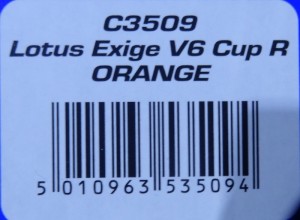 C3509
Lotus Exige V6 Cup R
ORANGE
5 010963 535094